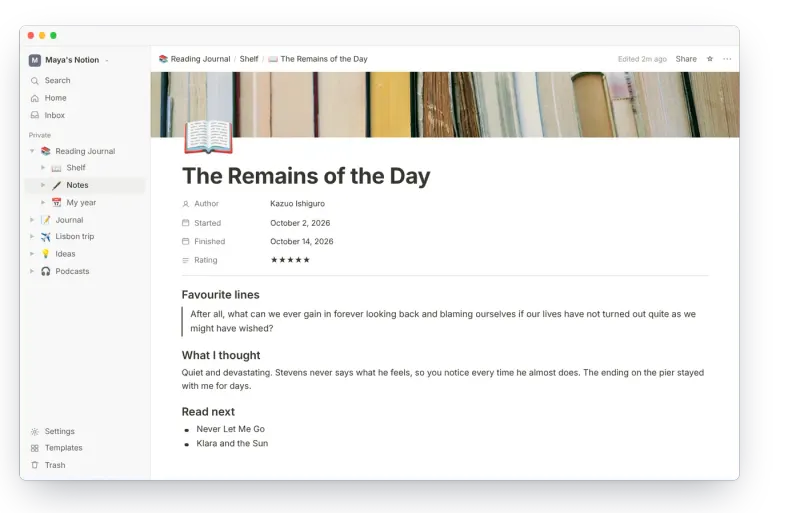 M Maya's Notion
Search
Home
Inbox
Private
Reading Journal
Shelf
Notes
My year
Journal
Lisbon trip
Ideas
Podcasts
Settings
Templates
Trash
Reading Journal / Shelf / The Remains of the Day
Edited 2m ago Share
The Remains of the Day
Author Kazuo Ishiguro
Started October 2, 2026
Finished October 14, 2026
Rating ★★★★★
Favourite lines
After all, what can we ever gain in forever looking back and blaming ourselves if our lives have not turned out quite as we
might have wished?
What I thought
Quiet and devastating. Stevens never says what he feels, so you notice every time he almost does. The ending on the pier stayed
with me for days.
Read next
Never Let Me Go
Klara and the Sun